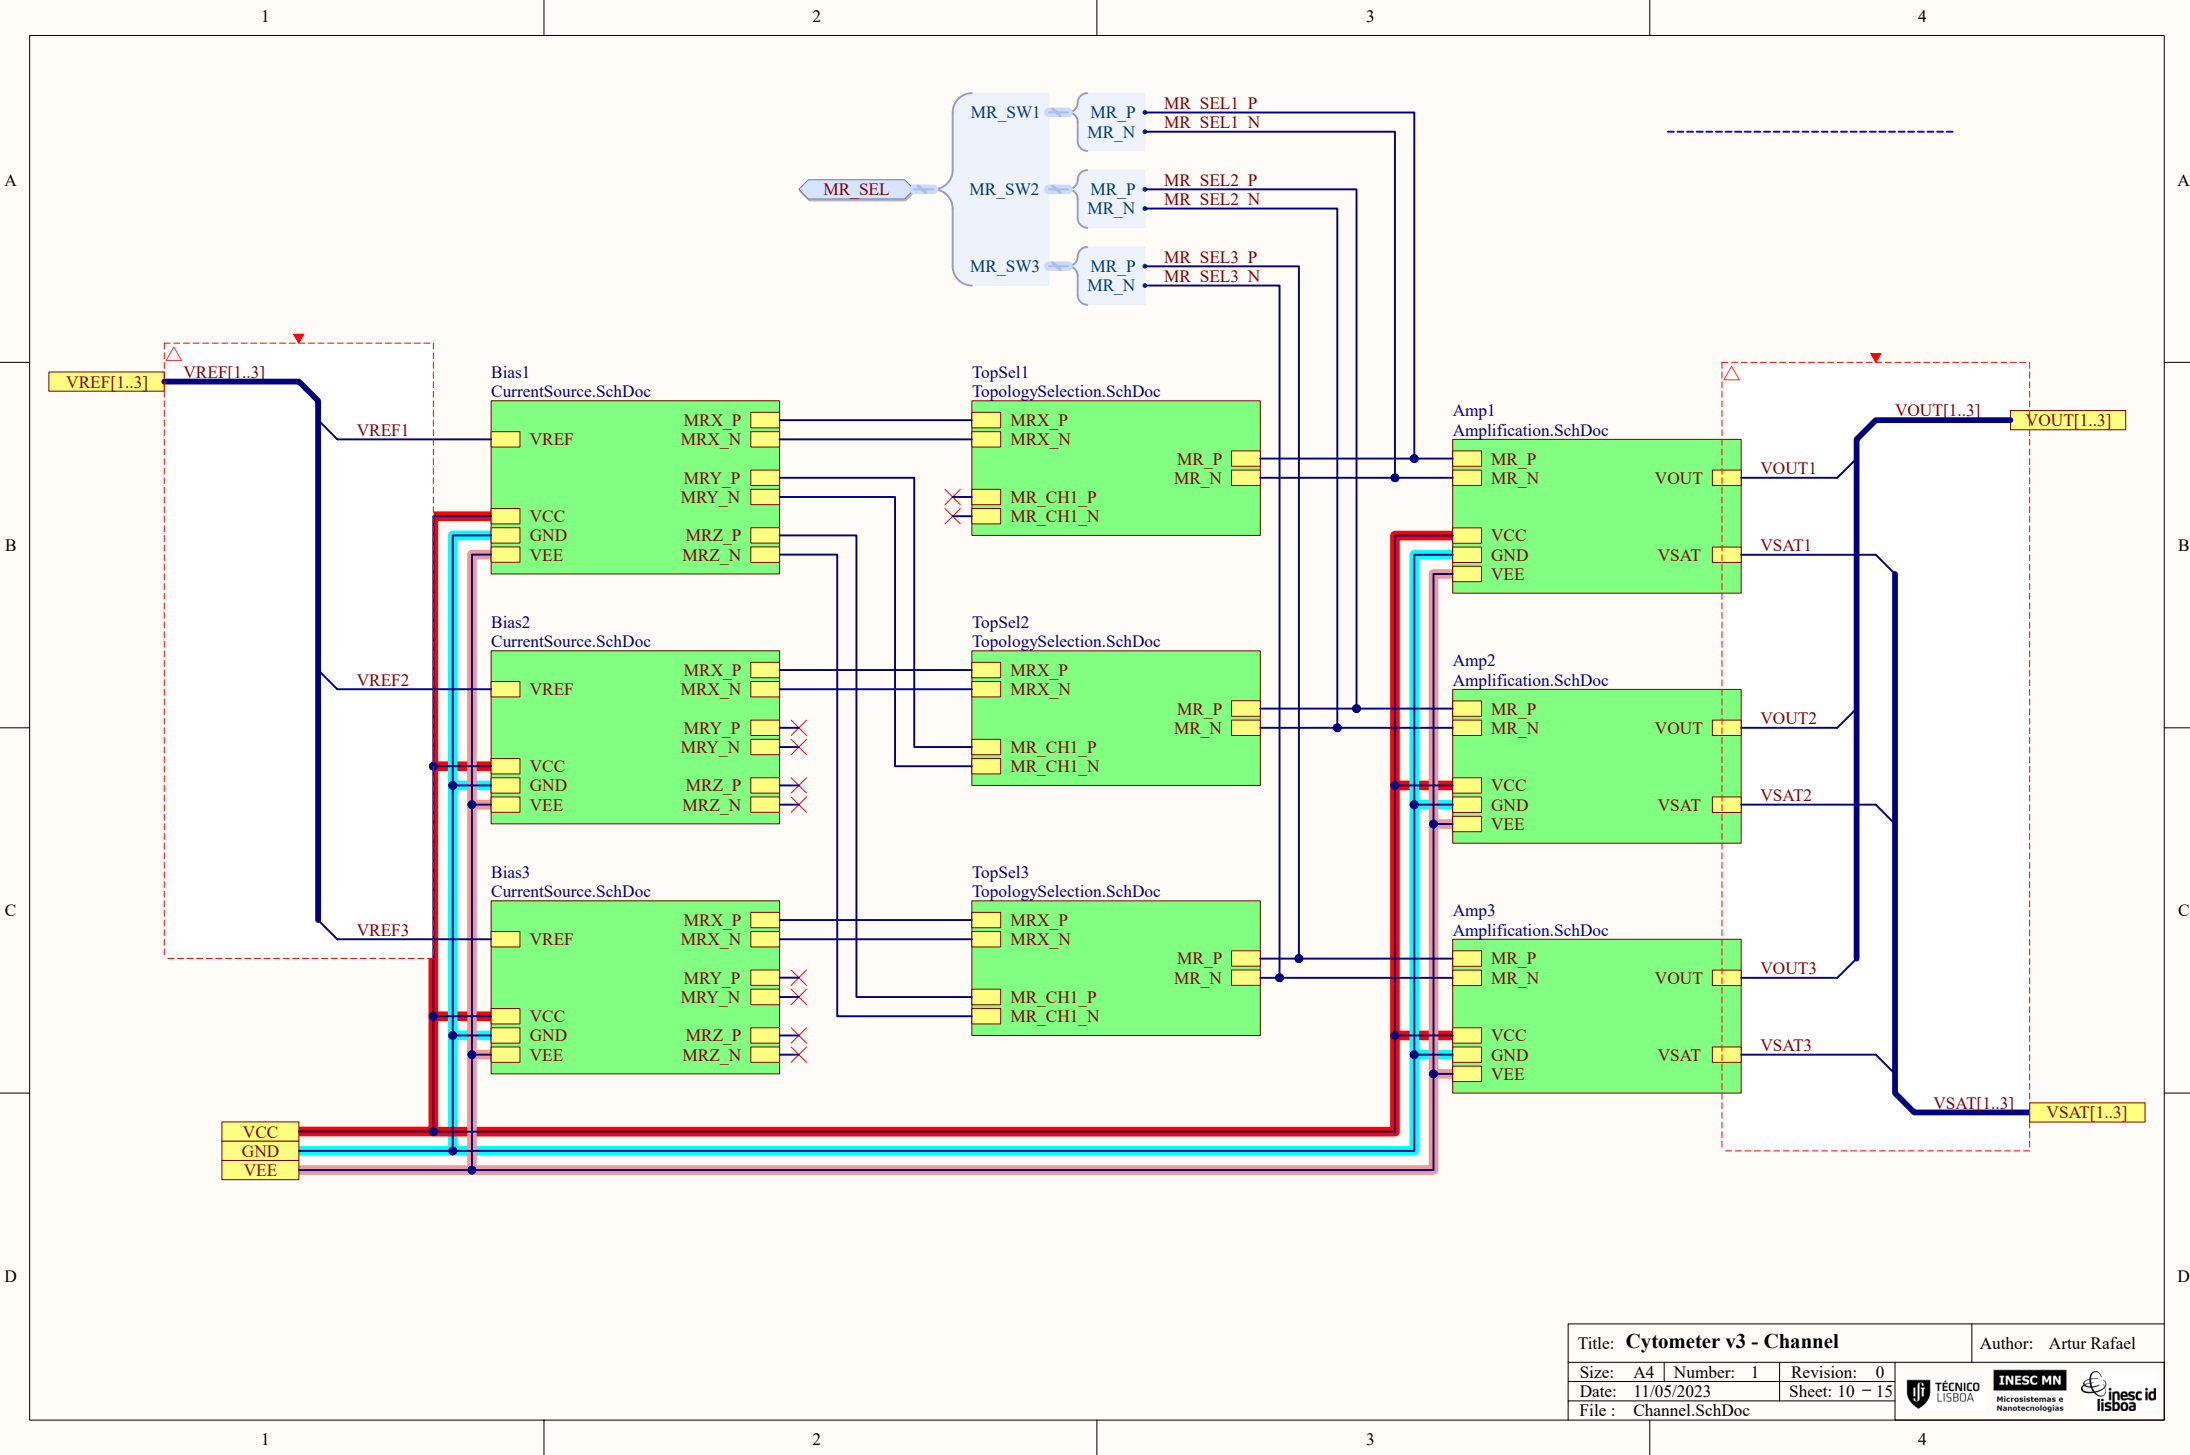 1 2 3 4
A A
B B
C C
D D
1 2 3 4
MR_SEL
MR_SW1
MR_SW2
MR_SW3
MR_P MR_SEL1_P
MR_N MR_SEL1_N
MR_P MR_SEL2_P
MR_N MR_SEL2_N
MR_P MR_SEL3_P
MR_N MR_SEL3_N
VREF[1..3] VREF[1..3]
VREF1
VREF2
VREF3
Bias1
CurrentSource.SchDoc
VREF
VCC
GND
VEE
MRX_P
MRX_N
MRY_P
MRY_N
MRZ_P
MRZ_N
Bias2
CurrentSource.SchDoc
VREF
VCC
GND
VEE
MRX_P
MRX_N
MRY_P
MRY_N
MRZ_P
MRZ_N
Bias3
CurrentSource.SchDoc
VREF
VCC
GND
VEE
MRX_P
MRX_N
MRY_P
MRY_N
MRZ_P
MRZ_N
TopSel1
TopologySelection.SchDoc
MRX_P
MRX_N
MR_CH1_P
MR_CH1_N
MR_P
MR_N
TopSel2
TopologySelection.SchDoc
MRX_P
MRX_N
MR_CH1_P
MR_CH1_N
MR_P
MR_N
TopSel3
TopologySelection.SchDoc
MRX_P
MRX_N
MR_CH1_P
MR_CH1_N
MR_P
MR_N
Amp1
Amplification.SchDoc
MR_P
MR_N
VCC
GND
VEE
VOUT
VSAT
Amp2
Amplification.SchDoc
MR_P
MR_N
VCC
GND
VEE
VOUT
VSAT
Amp3
Amplification.SchDoc
MR_P
MR_N
VCC
GND
VEE
VOUT
VSAT
VOUT[1..3] VOUT[1..3]
VOUT1
VSAT1
VOUT2
VSAT2
VOUT3
VSAT3
VSAT[1..3] VSAT[1..3]
VCC
GND
VEE
Title: Cytometer v3 - Channel Author: Artur Rafael
Size: A4 Number: 1 Revision: 0
Date: 11/05/2023 Sheet: 10 – 15
File : Channel.SchDoc
TÉCNICO
LISBOA
INESC MN
Microsistemas e
Nanotecnologias
inesc id
lisboa